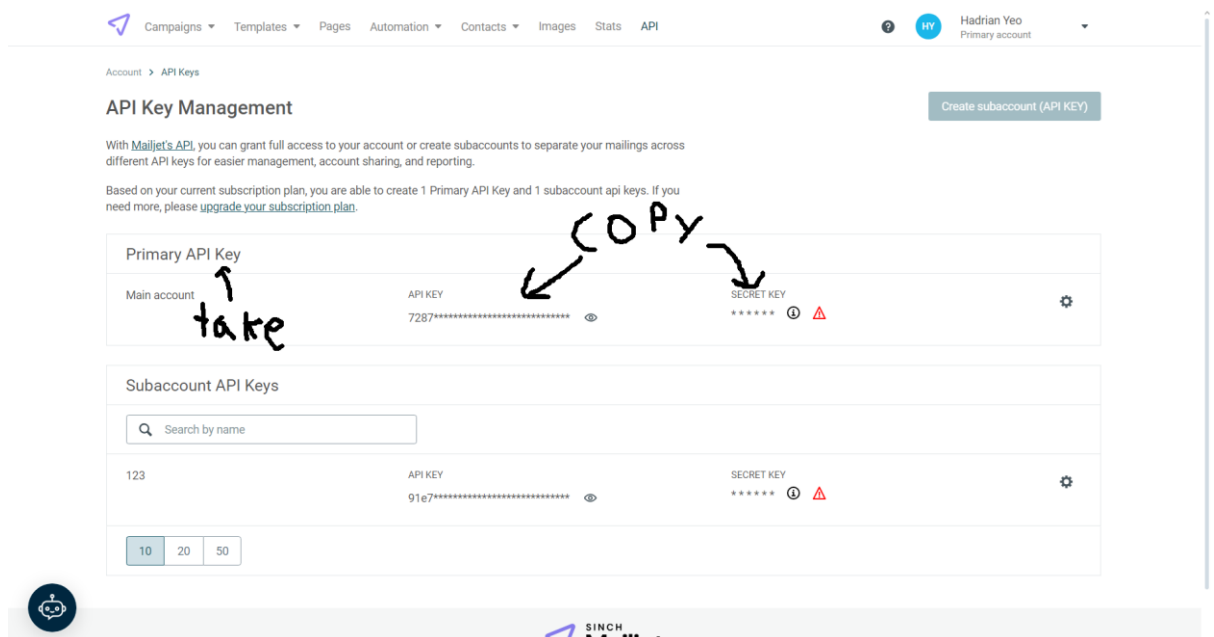 Campaigns Templates Pages Automation Contacts Images Stats API
? HY Hadrian Yeo
Primary account
Account > API Keys
API Key Management
Create subaccount (API KEY)
With Mailjet's API, you can grant full access to your account or create subaccounts to separate your mailings across
different API keys for easier management, account sharing, and reporting.
Based on your current subscription plan, you are able to create 1 Primary API Key and 1 subaccount api keys. If you
need more, please upgrade your subscription plan.
COPY
Primary API Key
Main account
take
API KEY
7287****************************
SECRET KEY
******
Subaccount API Keys
Search by name
123
API KEY
91e7****************************
SECRET KEY
******
10 20 50
SINCH